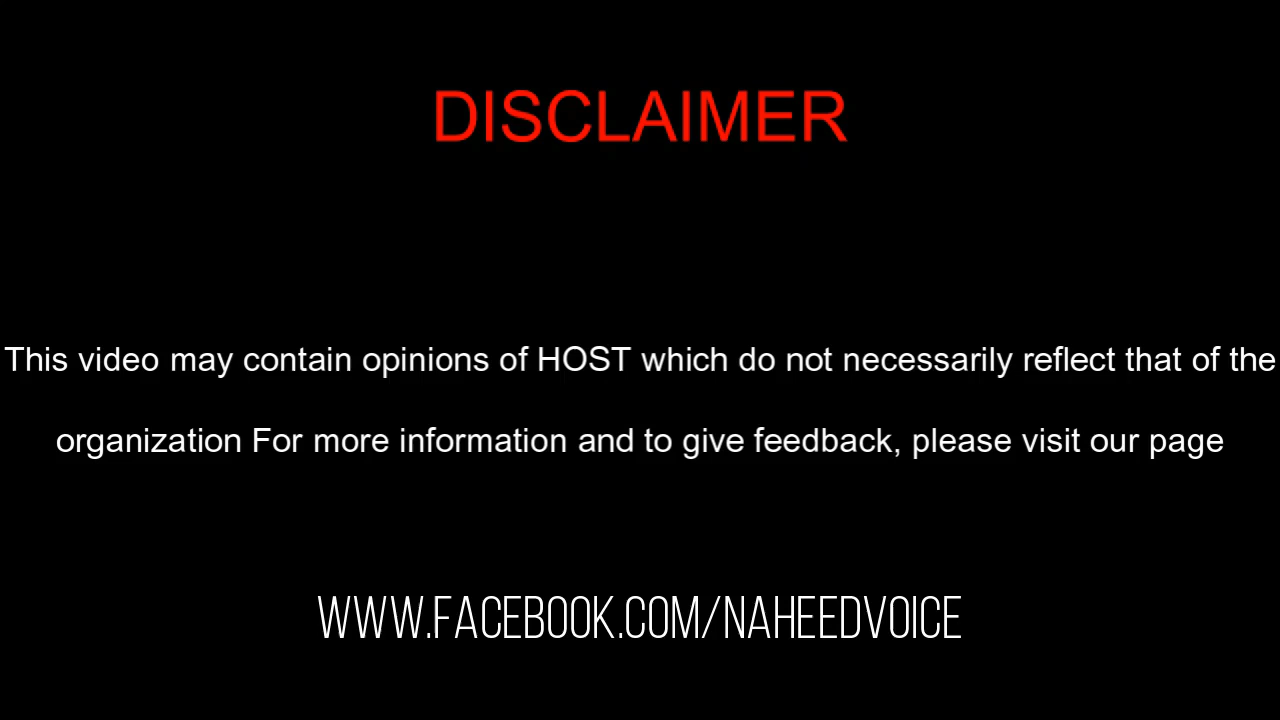 DISCLAIMER
This video may contain opinions of HOST which do not necessarily reflect that of the
organization For more information and to give feedback, please visit our page
WWW.FACEBOOK.COM/NAHEEDVOICE